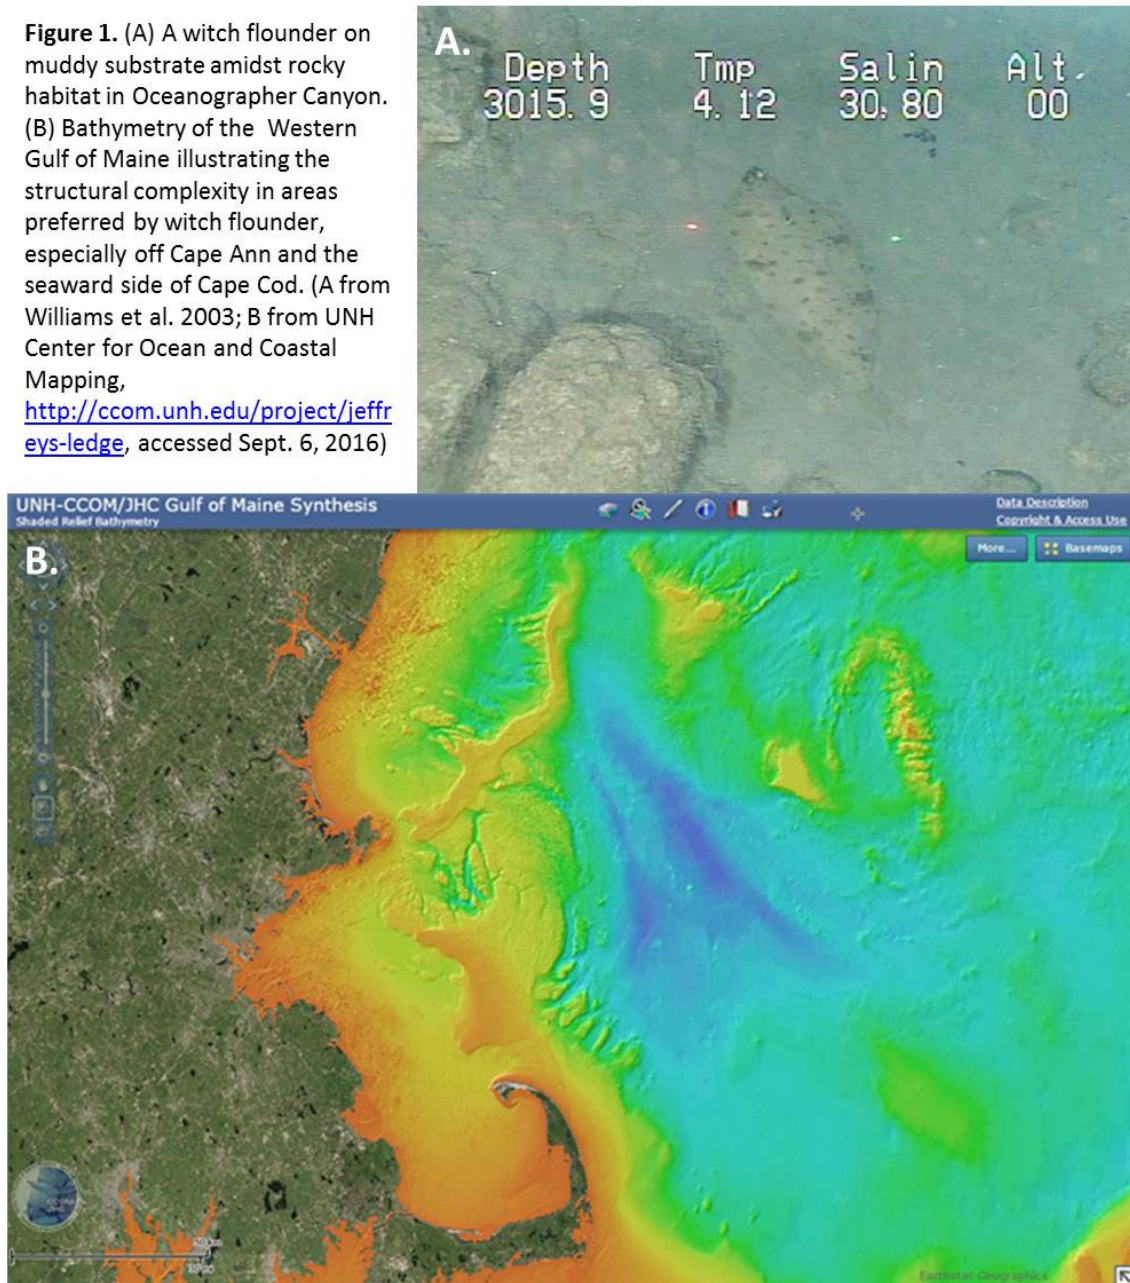 Figure 1. (A) A witch flounder on
muddy substrate amidst rocky
habitat in Oceanographer Canyon.
(B) Bathymetry of the Western
Gulf of Maine illustrating the
structural complexity in areas
preferred by witch flounder,
especially off Cape Ann and the
seaward side of Cape Cod. (A from
Williams et al. 2003; B from UNH
Center for Ocean and Coastal
Mapping,
http://ccom.unh.edu/project/jeffr
eys-ledge, accessed Sept. 6, 2016)
A.
Depth Tmp Salin Alt.
3015.9 4.12 30.80 00
UNH-CCOM/JHC Gulf of Maine Synthesis
Shaded Relief Bathymetry
Data Description
Copyright & Access Use
B.
More... Basemaps
Earthstar Geographics